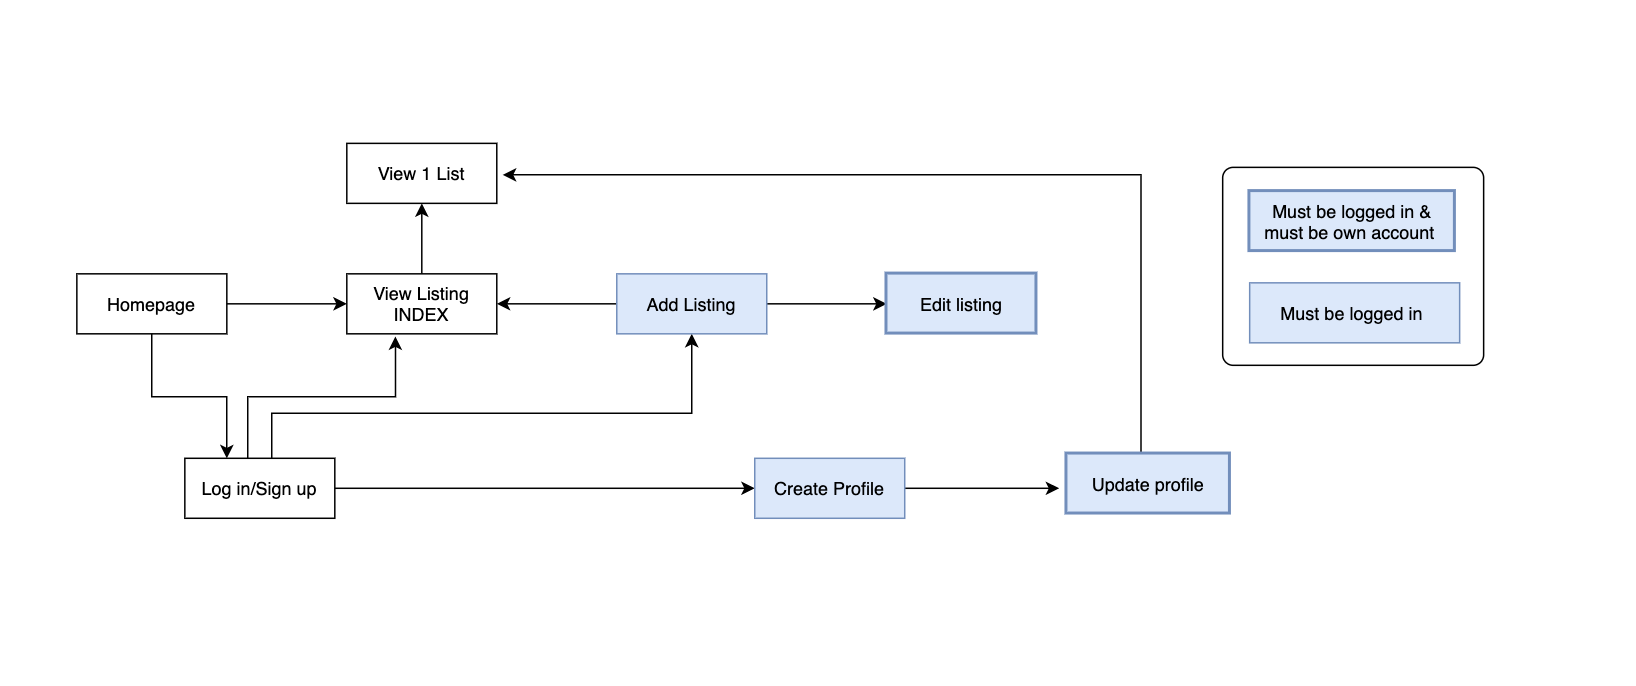 View 1 List
Must be logged in &
must be own account
Homepage
View Listing
INDEX
Add Listing
Edit listing
Must be logged in
Log in/Sign up
Create Profile
Update profile